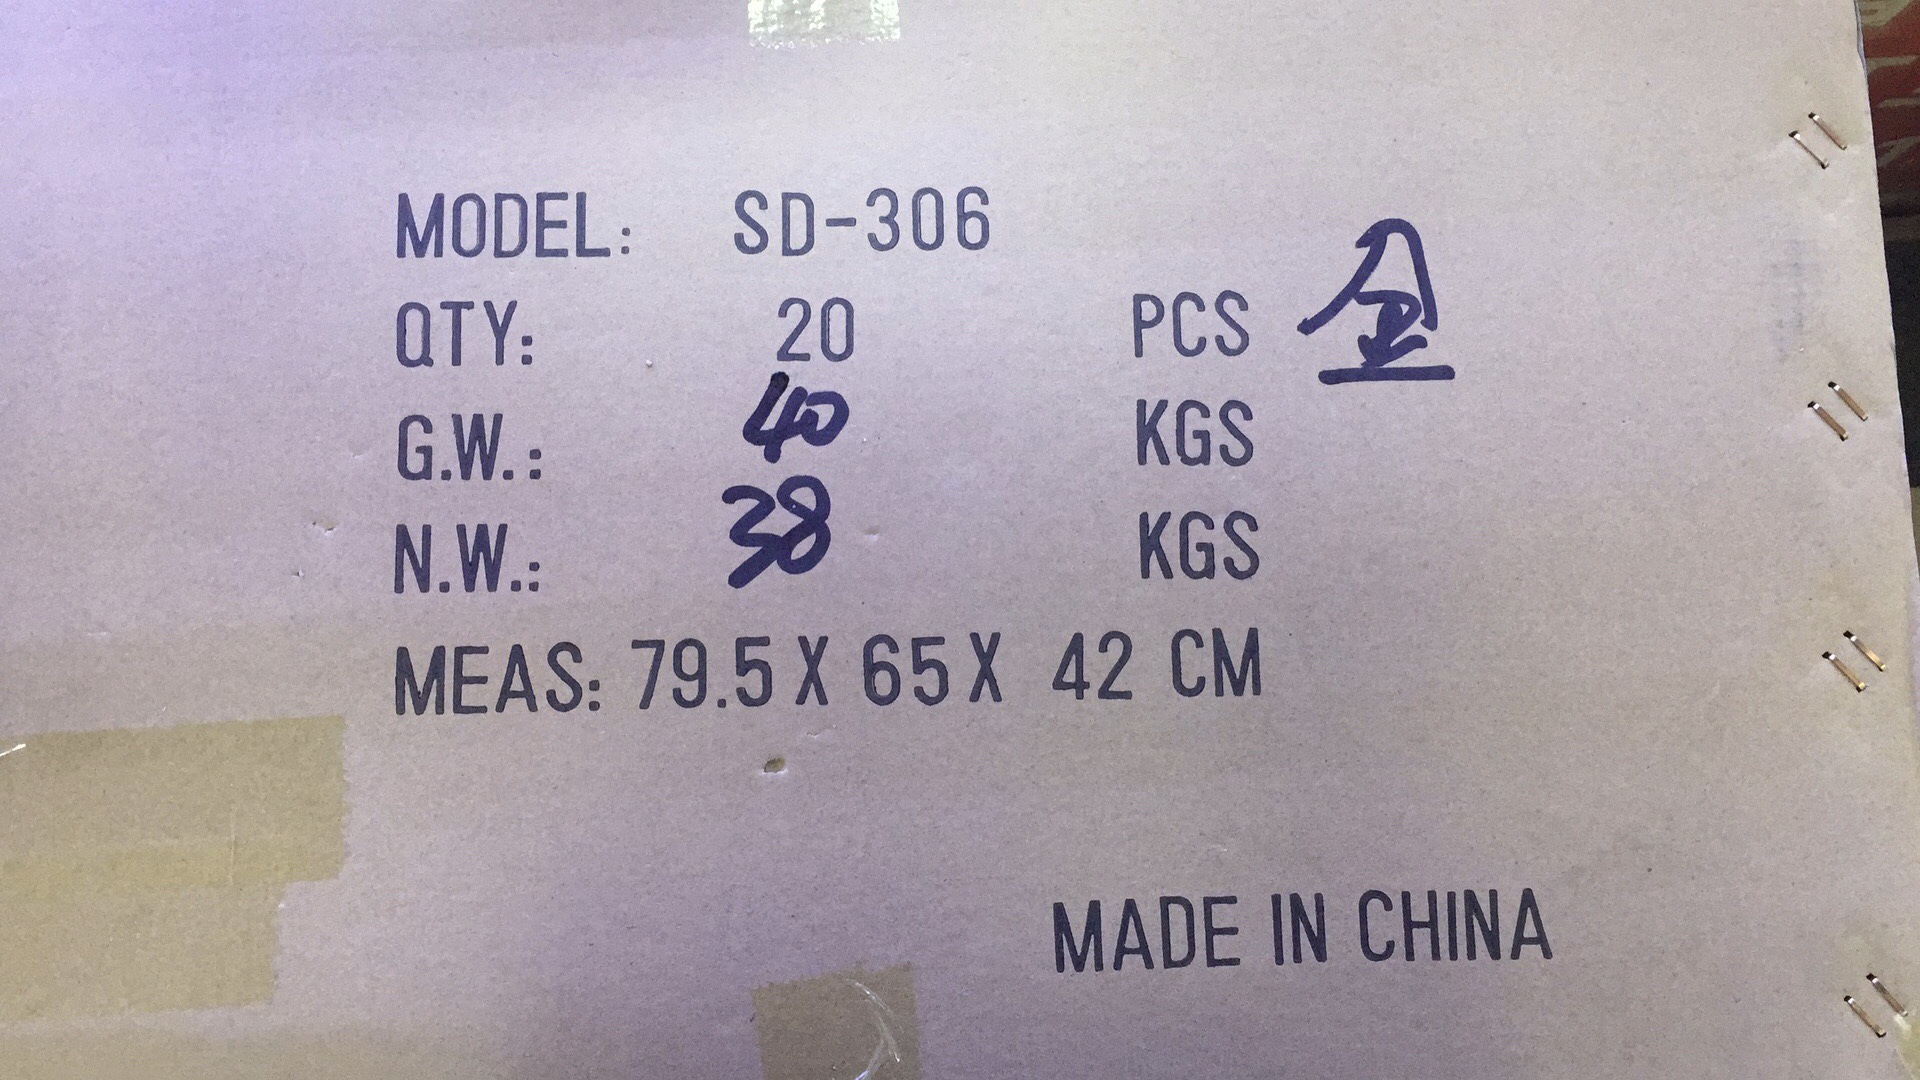 MODEL: SD-306
QTY: 20 PCS 金
G.W.: 40 KGS
N.W.: 38 KGS
MEAS: 79.5 X 65 X 42 CM
MADE IN CHINA